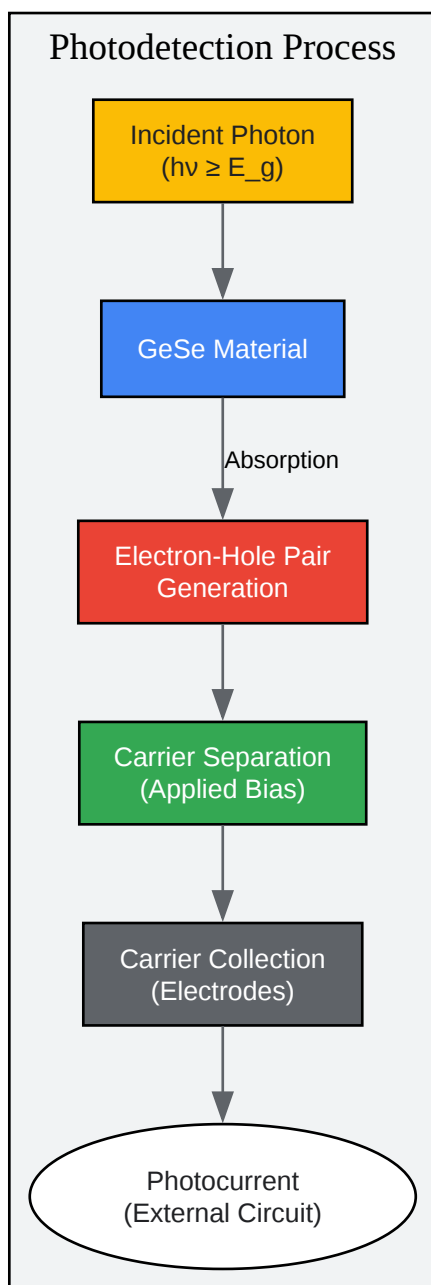 Photodetection Process
Incident Photon
(hν ≥ E_g)
GeSe Material
Absorption
Electron-Hole Pair
Generation
Carrier Separation
(Applied Bias)
Carrier Collection
(Electrodes)
Photocurrent
(External Circuit)